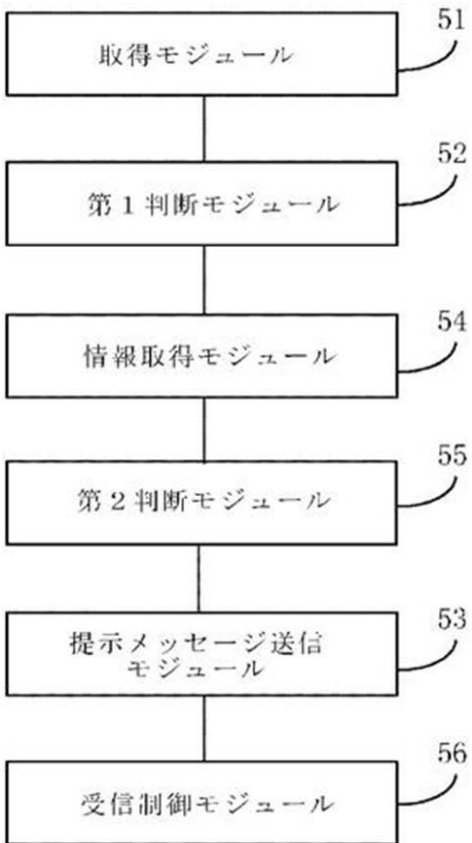 51
取得モジュール
52
第1判断モジュール
54
情報取得モジュール
55
第2判断モジュール
53
提示メッセージ送信
モジュール
56
受信制御モジュール